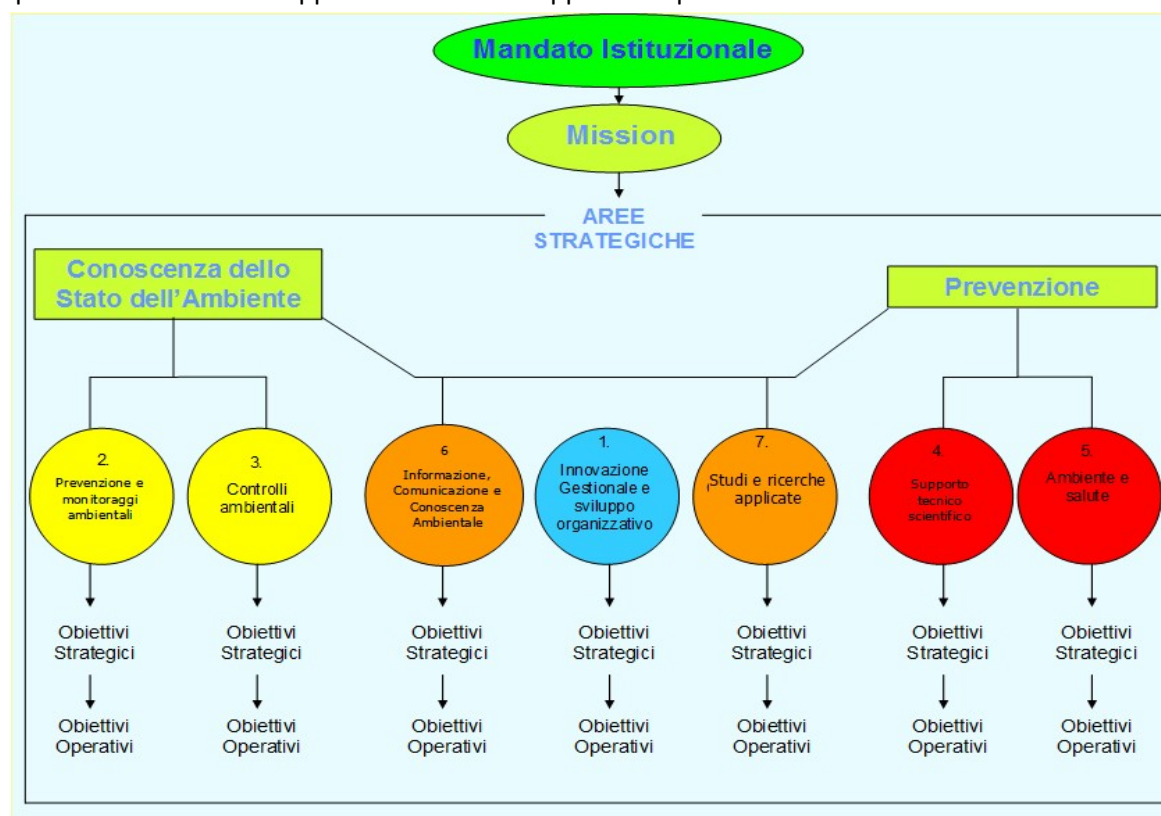 Mandato Istituzionale
Mission
AREE
STRATEGICHE
Conoscenza dello
Stato dell'Ambiente
Prevenzione
2.
Prevenzione e
monitoraggi
ambientali
3.
Controlli
ambientali
6
Informazione,
Comunicazione e
Conoscenza
Ambientale
1.
Innovazione
Gestionale e
sviluppo
organizzativo
7.
Studi e ricerche
applicate
4.
Supporto
tecnico
scientifico
5.
Ambiente e
salute
Obiettivi
Strategici
Obiettivi
Strategici
Obiettivi
Strategici
Obiettivi
Strategici
Obiettivi
Strategici
Obiettivi
Strategici
Obiettivi
Strategici
Obiettivi
Operativi
Obiettivi
Operativi
Obiettivi
Operativi
Obiettivi
Operativi
Obiettivi
Operativi
Obiettivi
Operativi
Obiettivi
Operativi